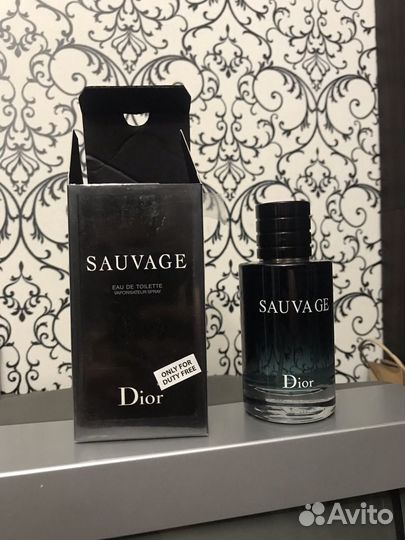 SAUVAGE
EAU DE TOILETTE
VAPORISATEUR SPRAY
ONLY FOR
DUTY FREE
Dior
SAUVAGE
Dior
Avito